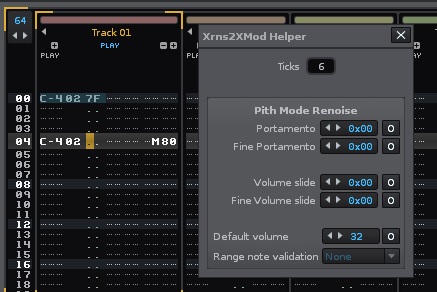 64
Track 01
PLAY
PLAY
PLAY
00 C-4 02 7F
01
02
03
04 C-4 02 M80
05
06
07
08
09
10
11
12
13
14
15
16
17
18
Xrns2XMod Helper
Ticks 6
Pith Mode Renoise
Portamento 0x00 0
Fine Portamento 0x00 0
Volume slide 0x00 0
Fine Volume slide 0x00 0
Default volume 32 0
Range note validation None